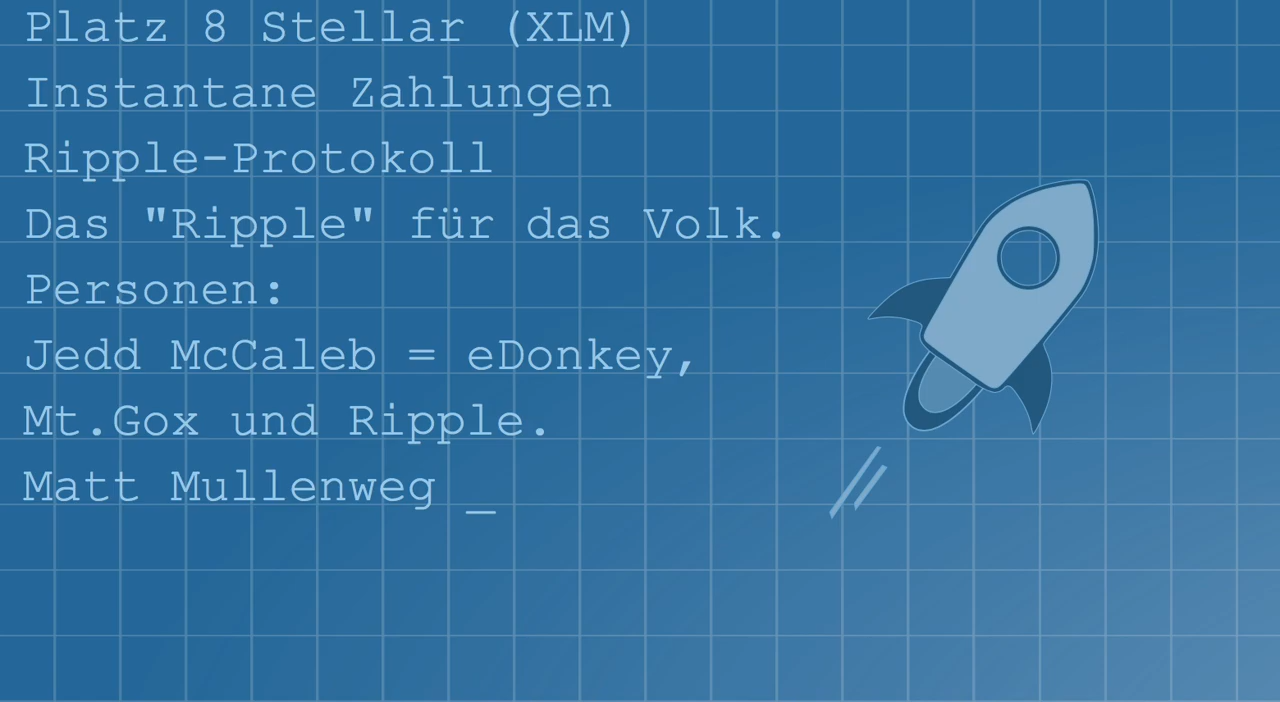 Platz 8 Stellar (XLM)
Instantane Zahlungen
Ripple-Protokoll
Das "Ripple" für das Volk.
Personen:
Jedd McCaleb = eDonkey,
Mt.Gox und Ripple.
Matt Mullenweg _